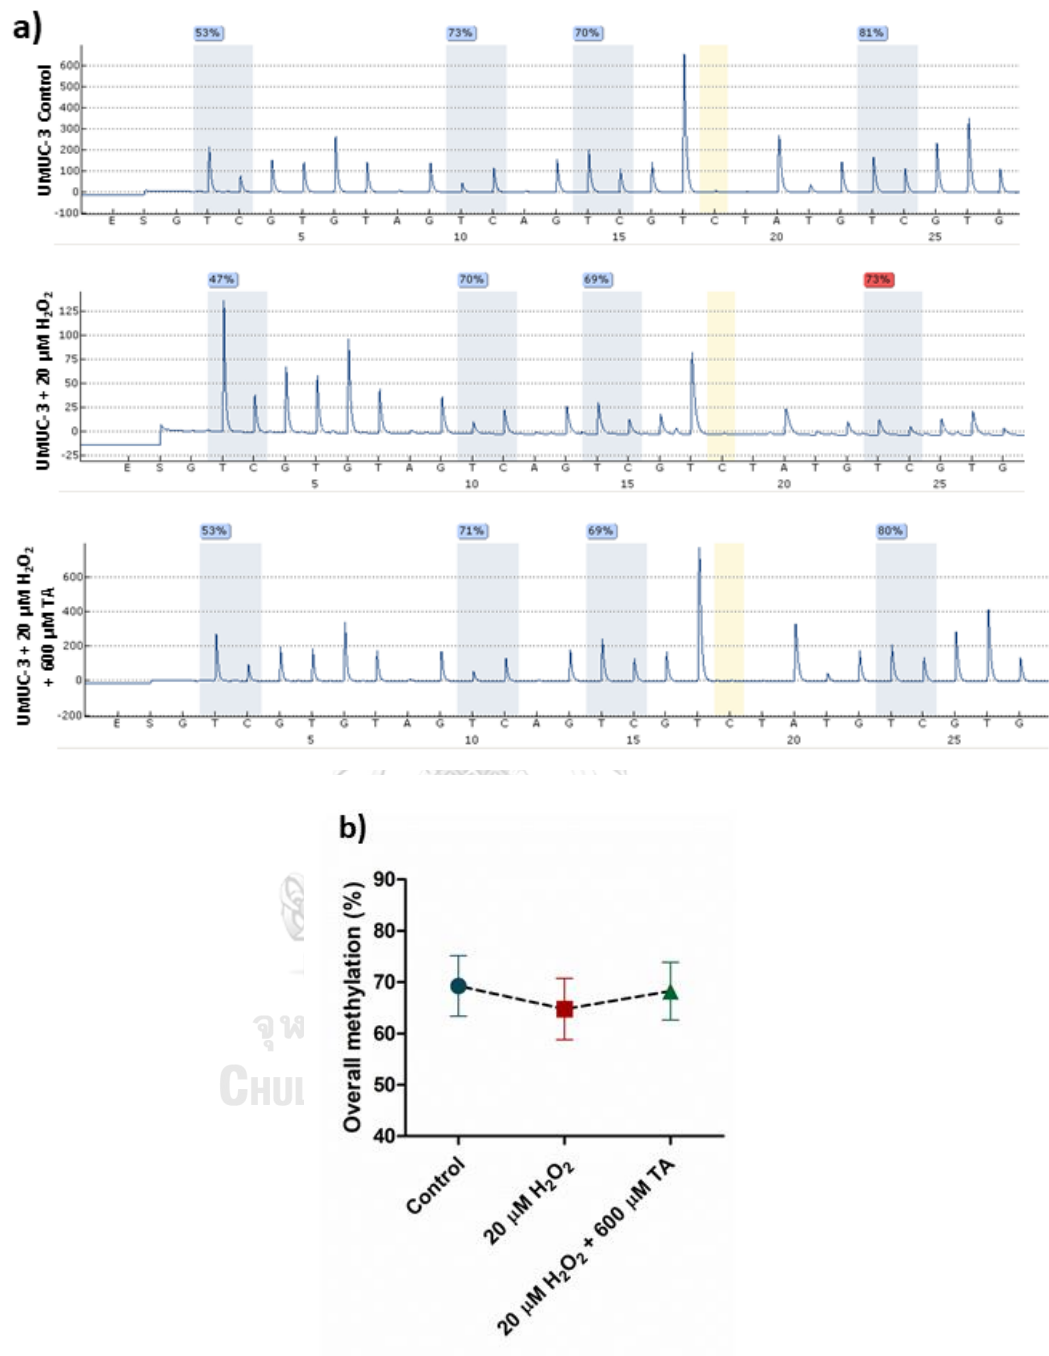 a)
53% 73% 70% 81%
UMUC-3 Control
600
500
400
300
200
100
0
-100
E S G T C G T G T A G T C A G T C G T C T A T G T C G T G
5 10 15 20 25
47% 70% 69% 73%
UMUC-3 + 20 µM H₂O₂
125
100
75
50
25
0
-25
E S G T C G T G T A G T C A G T C G T C T A T G T C G T G
5 10 15 20 25
53% 71% 69% 80%
UMUC-3 + 20 µM H₂O₂
+ 600 µM TA
600
400
200
0
-200
E S G T C G T G T A G T C A G T C G T C T A T G T C G T G
5 10 15 20 25
b)
Overall methylation (%)
90
80
70
60
50
40
Control
20 µM H₂O₂
20 µM H₂O₂ + 600 µM TA
จุฬ
CHUL